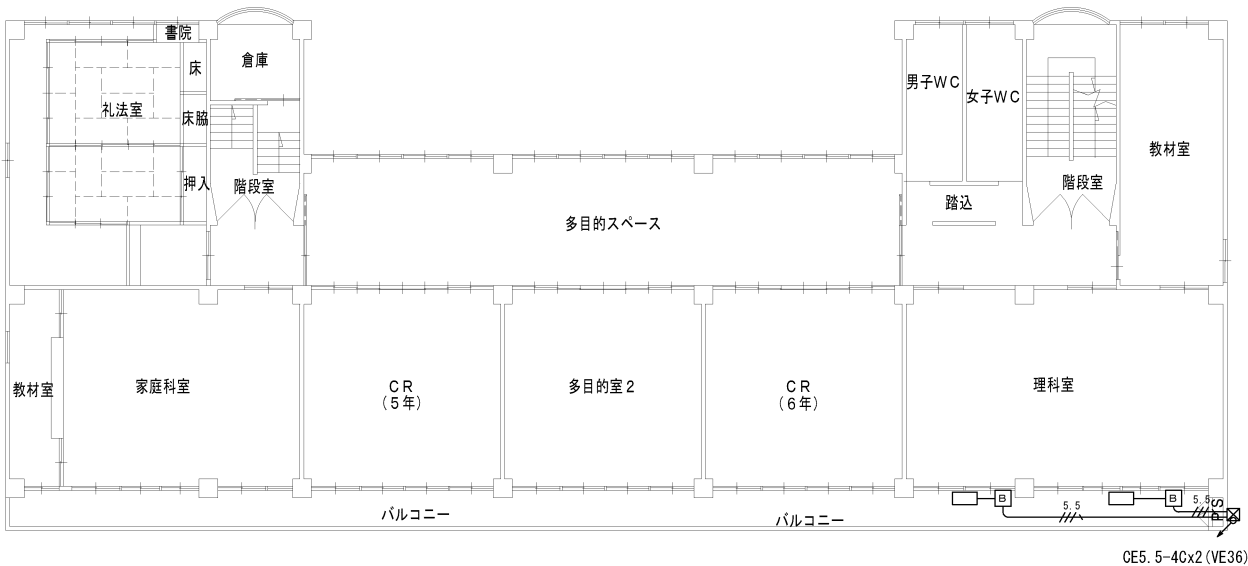 書院
倉庫
床
礼法室
床脇
押入
階段室
男子ＷＣ
女子ＷＣ
教材室
階段室
踏込
多目的スペース
教材室
家庭科室
ＣＲ
（５年）
多目的室２
ＣＲ
（６年）
理科室
バルコニー
バルコニー
B
5.5
B
5.5
PS
CE5.5-4Cx2(VE36)